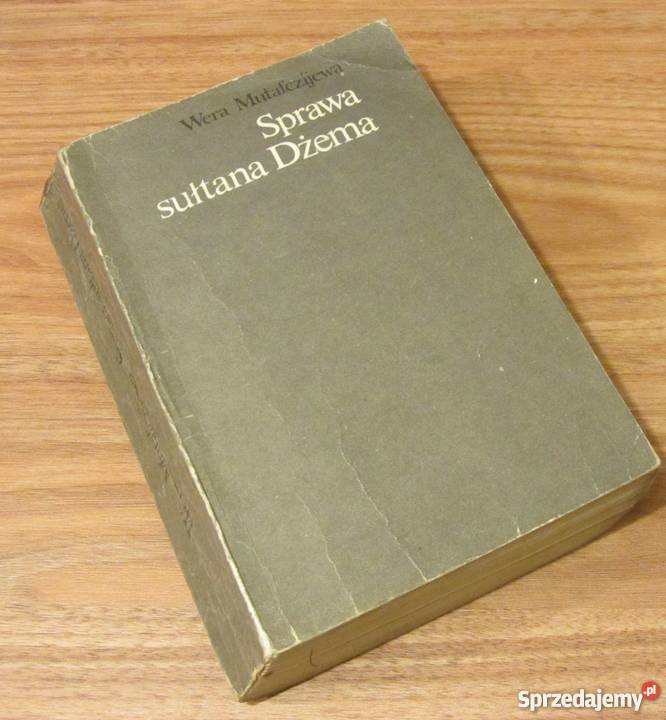 Wera Mutafczijewa
Sprawa
sułtana Dżema
Sprzedajemy.pl